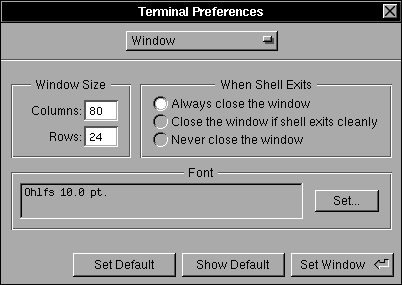 Terminal Preferences
Window
Window Size
Columns: 80
Rows: 24
When Shell Exits
Always close the window
Close the window if shell exits cleanly
Never close the window
Font
Ohlfs 10.0 pt.
Set...
Set Default
Show Default
Set Window